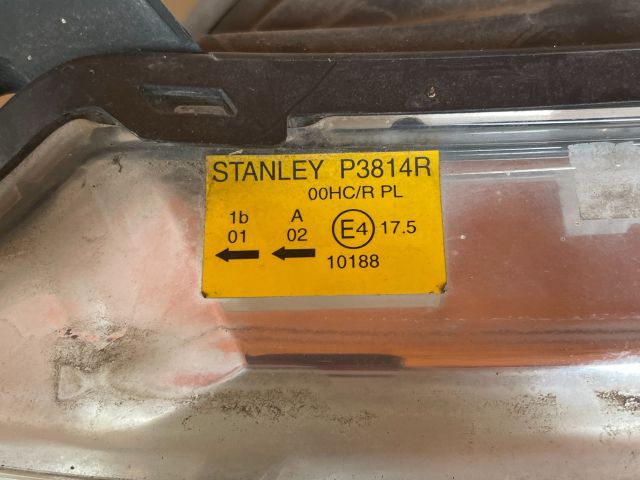 STANLEY P3814R
00HC/R PL
1b A
01 02 E4 17.5
10188